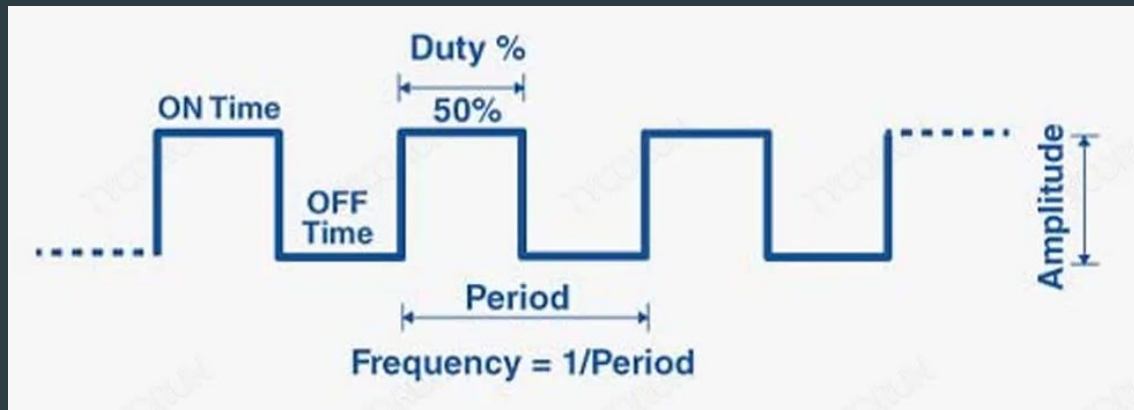 Duty %
ON Time
50%
OFF
Time
Amplitude
Period
Frequency = 1/Period